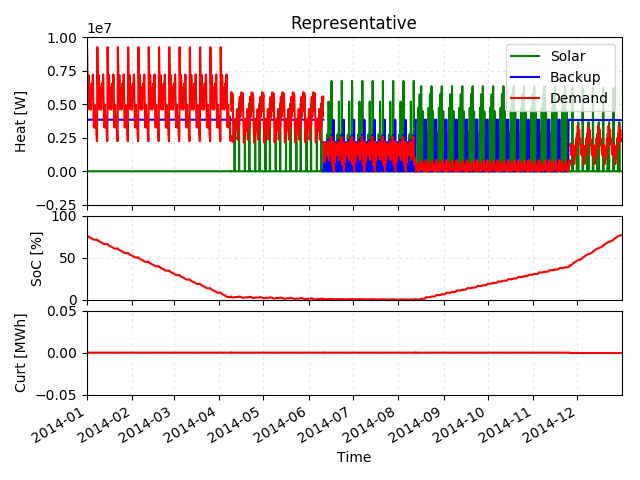 Representative
1e7
1.00
0.75
0.50
0.25
0.00
−0.25
Heat [W]
Solar
Backup
Demand
100
50
0
SoC [%]
0.05
0.00
−0.05
Curt [MWh]
2014-01
2014-02
2014-03
2014-04
2014-05
2014-06
2014-07
2014-08
2014-09
2014-10
2014-11
2014-12
Time